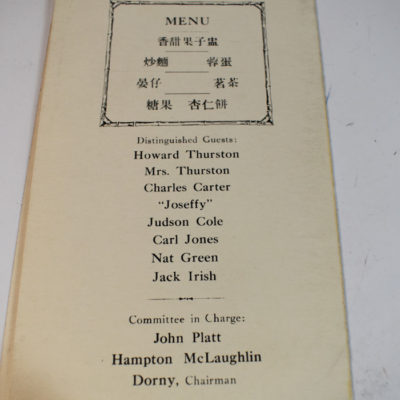 MENU
香甜果子盅
炒麵 蓉蛋
晏仔 茗茶
糖果 杏仁餅
Distinguished Guests:
Howard Thurston
Mrs. Thurston
Charles Carter
"Joseffy"
Judson Cole
Carl Jones
Nat Green
Jack Irish
Committee in Charge:
John Platt
Hampton McLaughlin
Dorny, Chairman